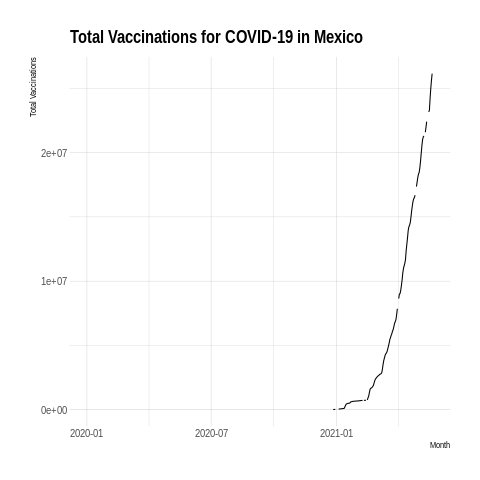 Total Vaccinations for COVID-19 in Mexico
Total Vaccinations
2e+07
1e+07
0e+00
2020-01 2020-07 2021-01
Month